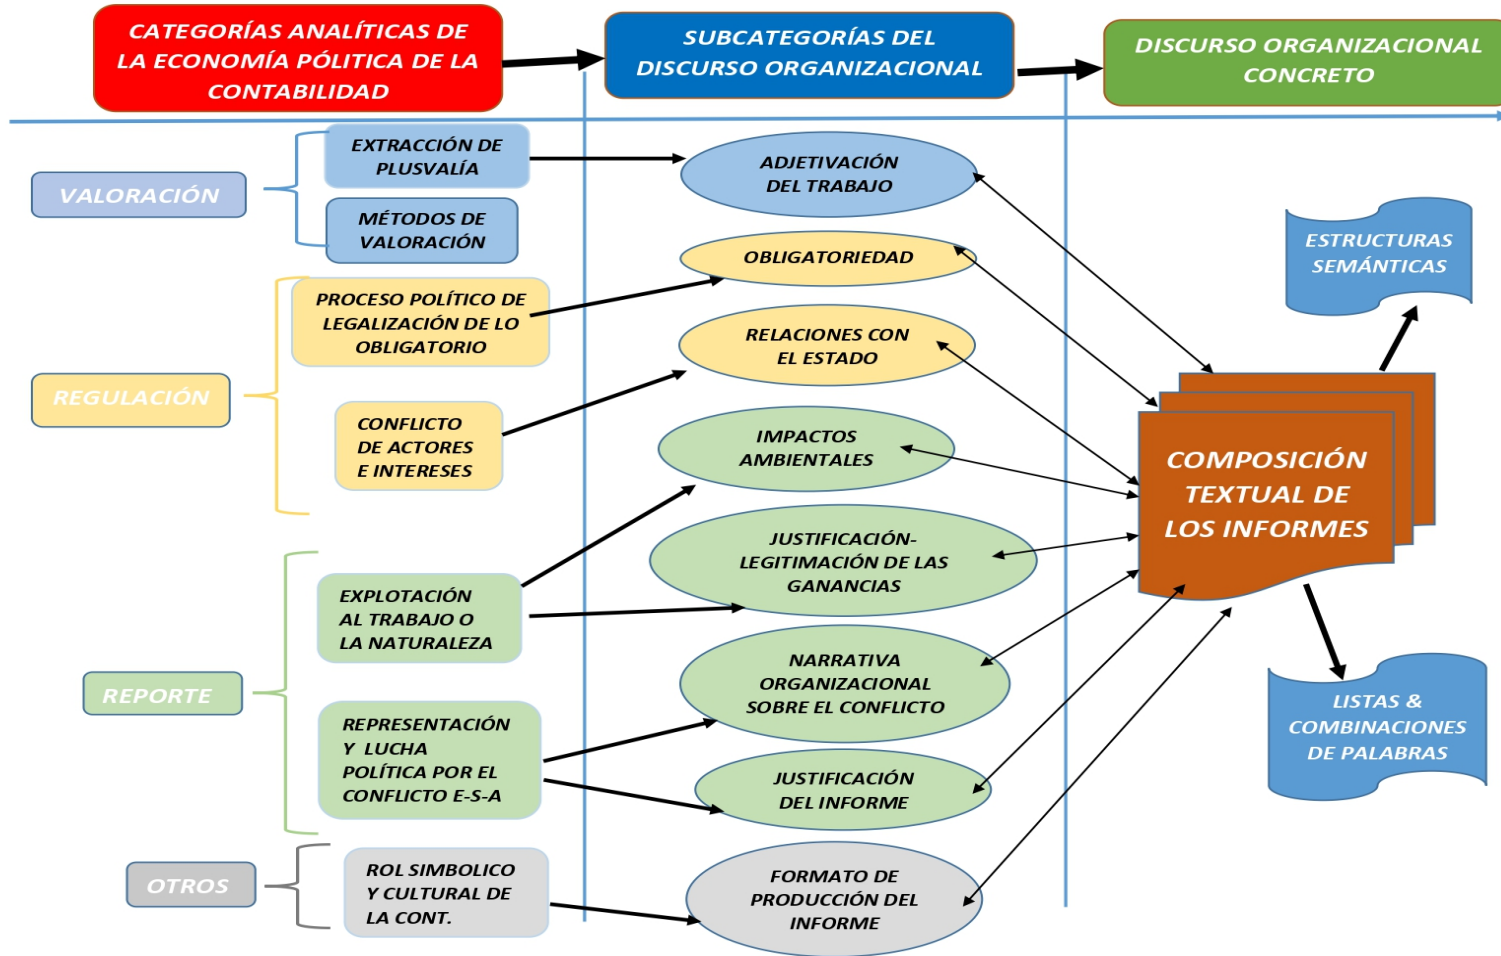 CATEGORÍAS ANALÍTICAS DE
LA ECONOMÍA PÓLITICA DE LA
CONTABILIDAD
SUBCATEGORÍAS DEL
DISCURSO ORGANIZACIONAL
DISCURSO ORGANIZACIONAL
CONCRETO
VALORACIÓN
EXTRACCIÓN DE
PLUSVALÍA
MÉTODOS DE
VALORACIÓN
REGULACIÓN
PROCESO POLÍTICO DE
LEGALIZACIÓN DE LO
OBLIGATORIO
CONFLICTO
DE ACTORES
E INTERESES
REPORTE
EXPLOTACIÓN
AL TRABAJO O
LA NATURALEZA
REPRESENTACIÓN
Y LUCHA
POLÍTICA POR EL
CONFLICTO E-S-A
OTROS
ROL SIMBOLICO
Y CULTURAL DE
LA CONT.
ADJETIVACIÓN
DEL TRABAJO
OBLIGATORIEDAD
RELACIONES CON
EL ESTADO
IMPACTOS
AMBIENTALES
JUSTIFICACIÓN-
LEGITIMACIÓN DE LAS
GANANCIAS
NARRATIVA
ORGANIZACIONAL
SOBRE EL CONFLICTO
JUSTIFICACIÓN
DEL INFORME
FORMATO DE
PRODUCCIÓN DEL
INFORME
ESTRUCTURAS
SEMÁNTICAS
COMPOSICIÓN
TEXTUAL DE
LOS INFORMES
LISTAS &
COMBINACIONES
DE PALABRAS